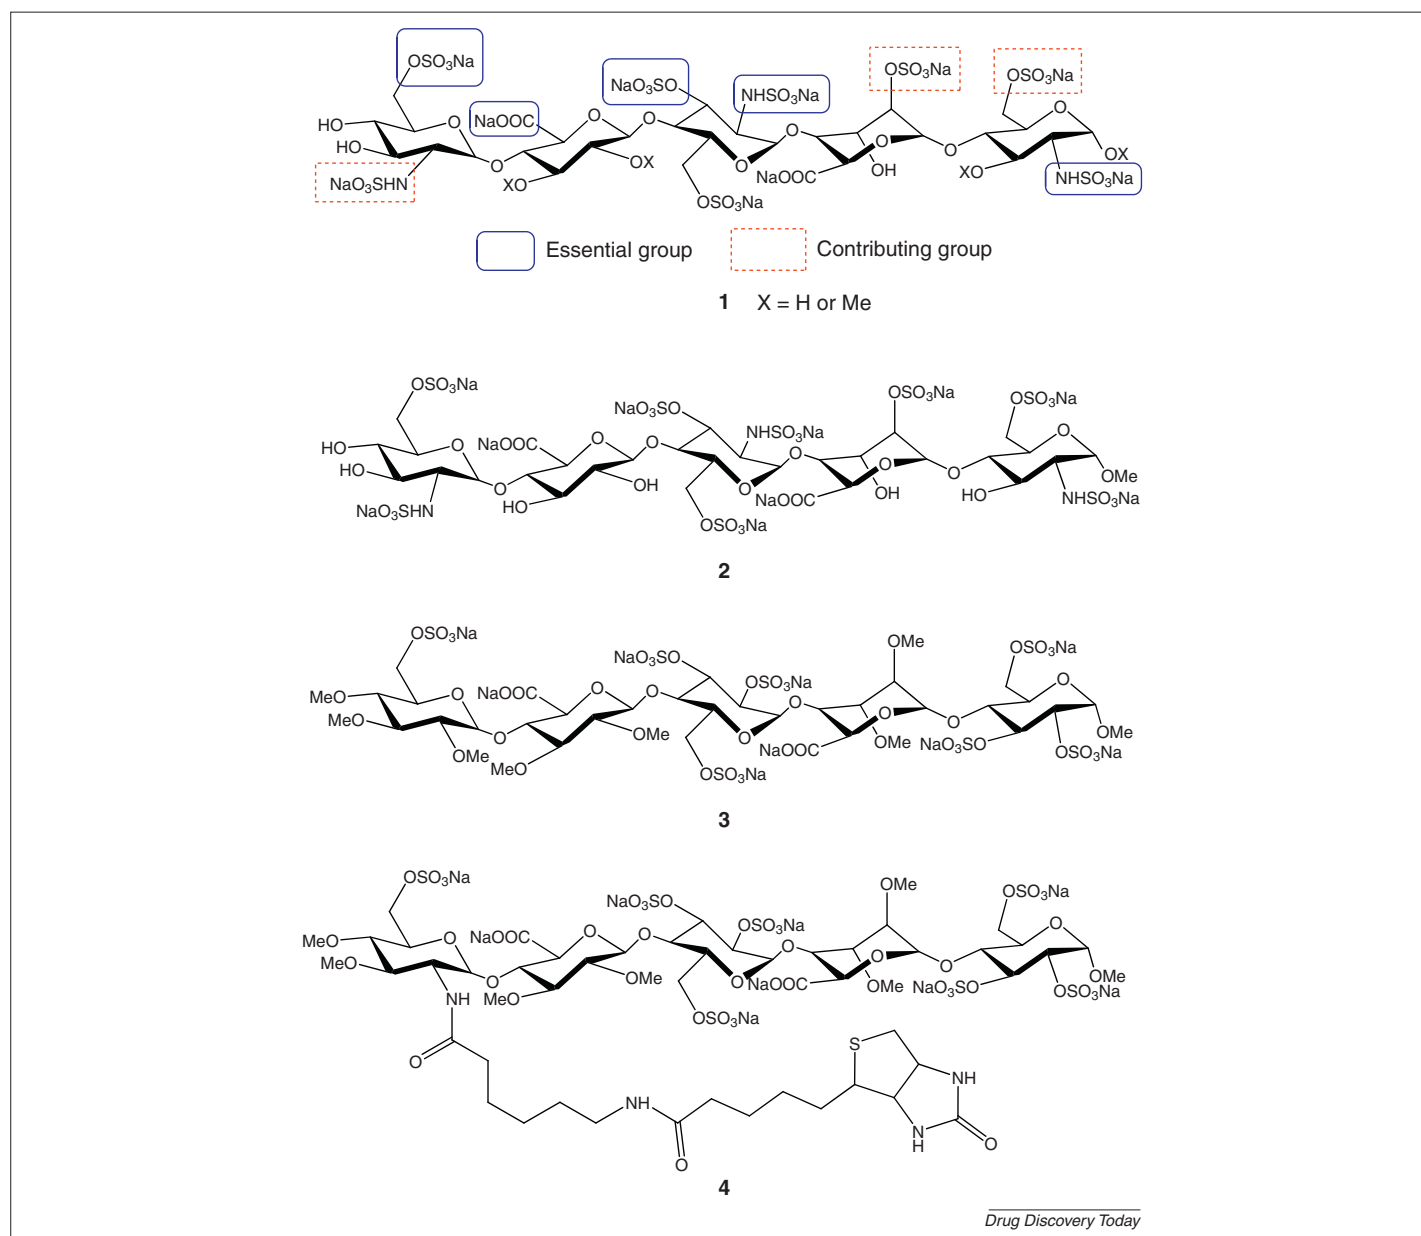 OSO₃Na
OSO₃Na
OSO₃Na
NaO₃SO
NHSO₃Na
NaOOC
HO
O
O
O
O
O
HO
O
O
O
OX
OX
NaO₃SHN
XO
NaOOC
OH
XO
NHSO₃Na
OSO₃Na
Essential group
Contributing group
1 X = H or Me
OSO₃Na
NaO₃SO
OSO₃Na
OSO₃Na
NHSO₃Na
HO
O
NaOOC
O
O
O
O
O
HO
O
OH
O
NaOOC
OH
O
HO
OMe
NHSO₃Na
NaO₃SHN
HO
OSO₃Na
2
OSO₃Na
NaO₃SO
OSO₃Na
OMe
OSO₃Na
MeO
O
NaOOC
O
O
O
O
O
MeO
OMe
O
MeO
OMe
O
NaOOC
OMe
O
NaO₃SO
OSO₃Na
OMe
OSO₃Na
3
OSO₃Na
NaO₃SO
OSO₃Na
OMe
OSO₃Na
MeO
O
NaOOC
O
O
O
O
O
MeO
O
MeO
OMe
O
NaOOC
OMe
O
NaO₃SO
OSO₃Na
OMe
NH
OSO₃Na
O
S
NH
NH
N
H
O
O
4
Drug Discovery Today